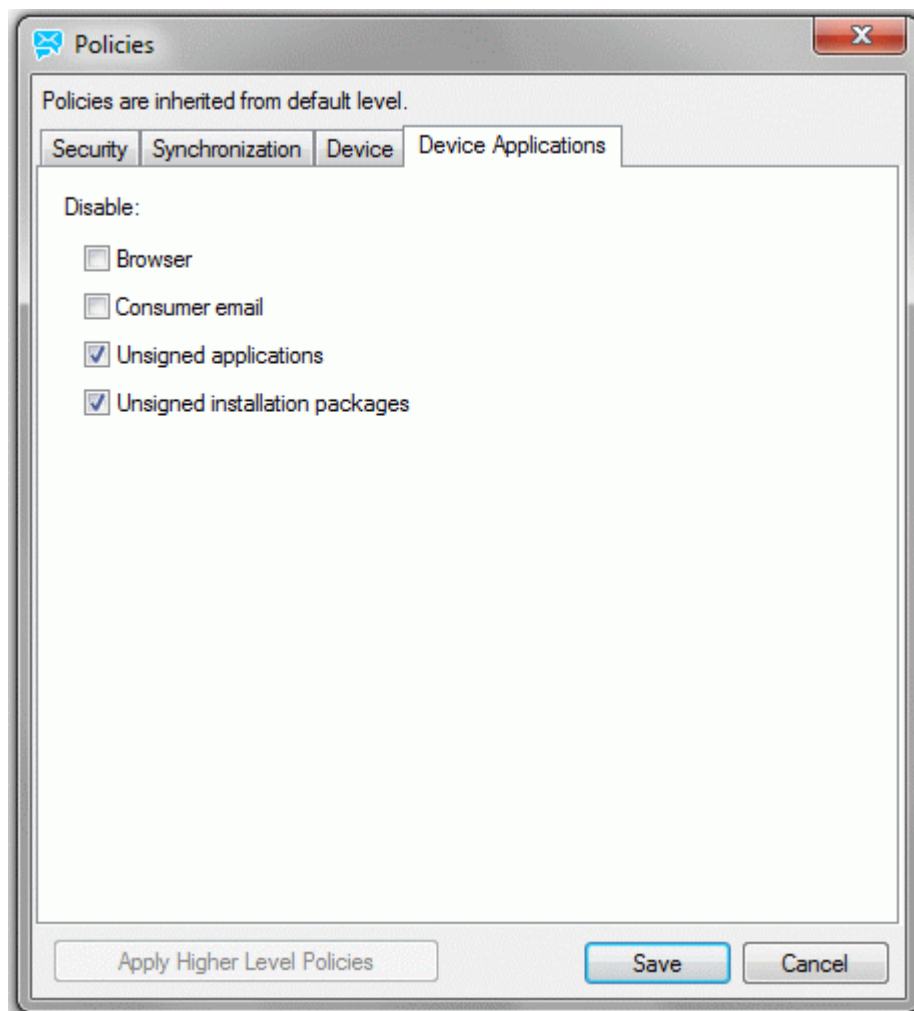 Policies
Policies are inherited from default level.
Security Synchronization Device Device Applications
Disable:
Browser
Consumer email
Unsigned applications
Unsigned installation packages
Apply Higher Level Policies Save Cancel